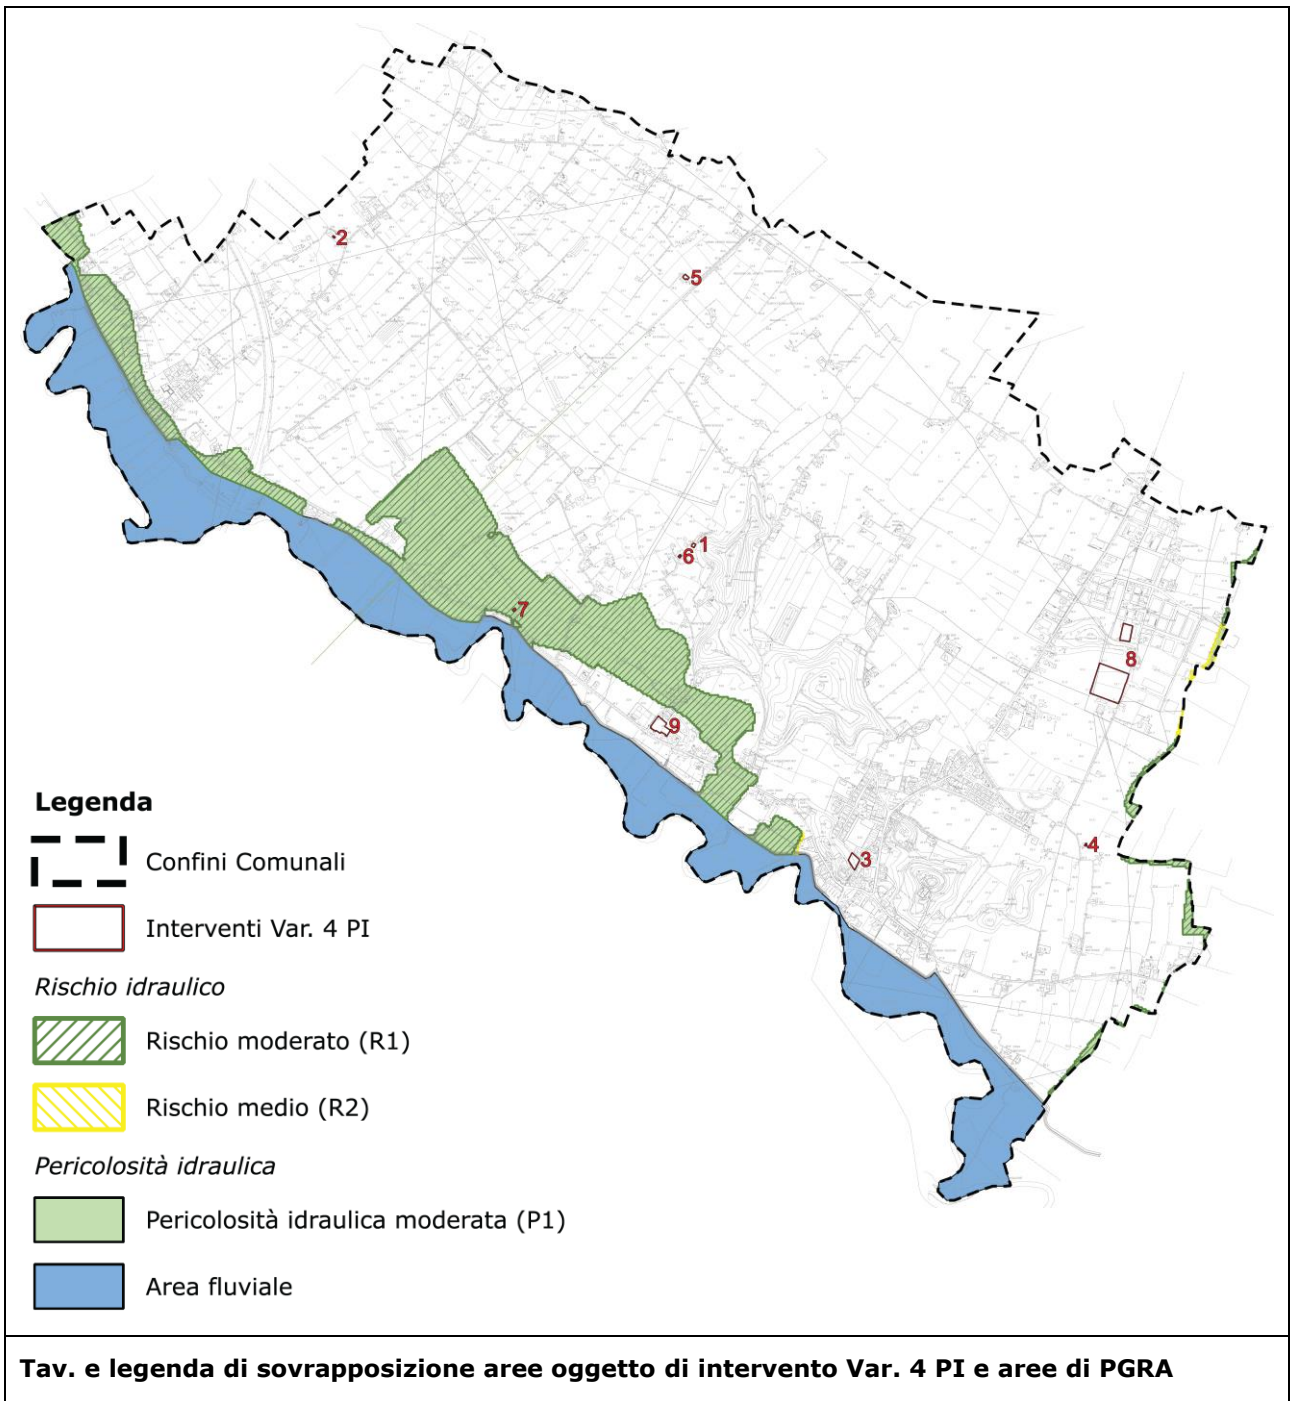 2
5
1
6
7
8
9
3
4
Legenda
Confini Comunali
Interventi Var. 4 PI
Rischio idraulico
Rischio moderato (R1)
Rischio medio (R2)
Pericolosità idraulica
Pericolosità idraulica moderata (P1)
Area fluviale
Tav. e legenda di sovrapposizione aree oggetto di intervento Var. 4 PI e aree di PGRA